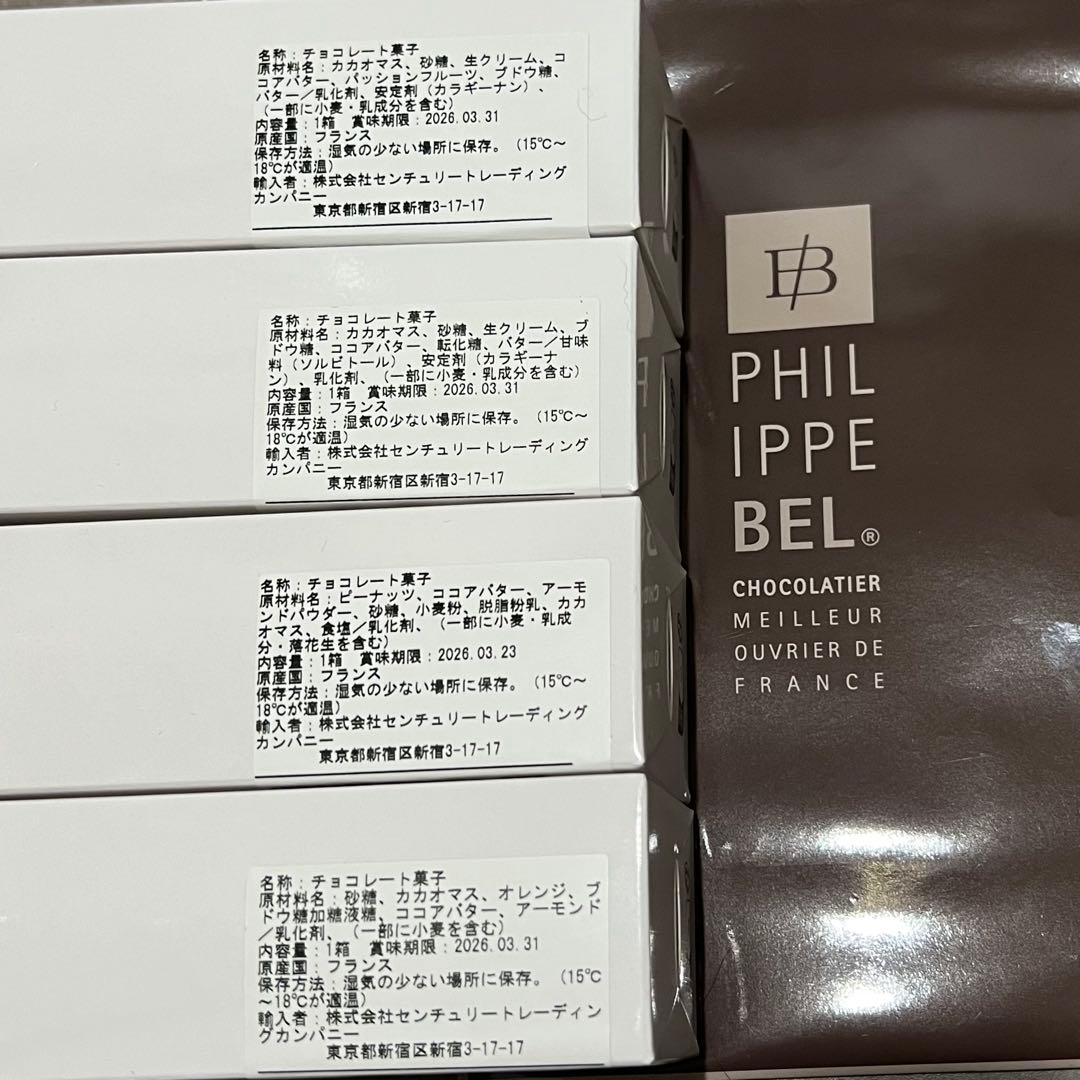 名称：チョコレート菓子
原材料名：カカオマス、砂糖、生クリーム、コ
コアバター、パッションフルーツ、ブドウ糖、
バター／乳化剤、安定剤（カラギーナン）、
（一部に小麦・乳成分を含む）
内容量：1箱　賞味期限：2026.03.31
原産国：フランス
保存方法：湿気の少ない場所に保存。（15℃～
18℃が適温）
輸入者：株式会社センチュリートレーディング
カンパニー
東京都新宿区新宿3-17-17
名称：チョコレート菓子
原材料名：カカオマス、砂糖、生クリーム、ブ
ドウ糖、ココアバター、転化糖、バター／甘味
料（ソルビトール）、安定剤（カラギーナ
ン）、乳化剤、（一部に小麦・乳成分を含む）
内容量：1箱　賞味期限：2026.03.31
原産国：フランス
保存方法：湿気の少ない場所に保存。（15℃～
18℃が適温）
輸入者：株式会社センチュリートレーディング
カンパニー
東京都新宿区新宿3-17-17
名称：チョコレート菓子
原材料名：ピーナッツ、ココアバター、アーモ
ンドパウダー、砂糖、小麦粉、脱脂粉乳、カカ
オマス、食塩／乳化剤、（一部に小麦・乳成
分・落花生を含む）
内容量：1箱　賞味期限：2026.03.23
原産国：フランス
保存方法：湿気の少ない場所に保存。（15℃～
18℃が適温）
輸入者：株式会社センチュリートレーディング
カンパニー
東京都新宿区新宿3-17-17
名称：チョコレート菓子
原材料名：砂糖、カカオマス、オレンジ、ブ
ドウ糖加糖液糖、ココアバター、アーモンド
／乳化剤、（一部に小麦を含む）
内容量：1箱　賞味期限：2026.03.31
原産国：フランス
保存方法：湿気の少ない場所に保存。（15℃
～18℃が適温）
輸入者：株式会社センチュリートレーディン
グカンパニー
東京都新宿区新宿3-17-17
PHIL
IPPE
BEL®
CHOCOLATIER
MEILLEUR
OUVRIER DE
FRANCE